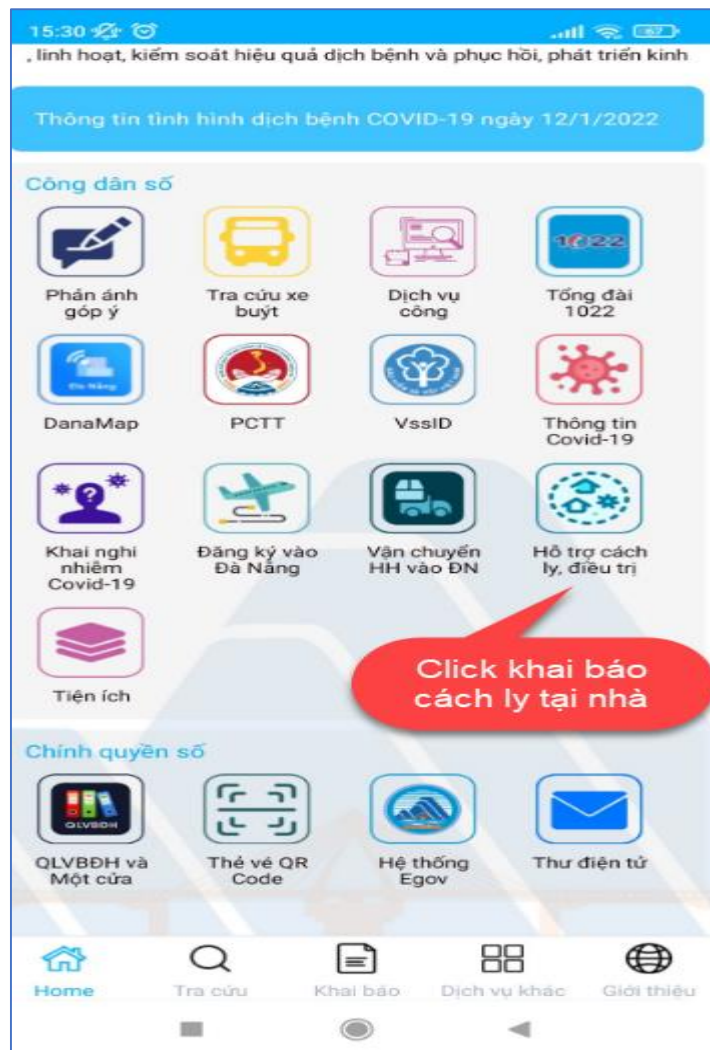 15:30
67
, linh hoạt, kiểm soát hiệu quả dịch bệnh và phục hồi, phát triển kinh
Thông tin tình hình dịch bệnh COVID-19 ngày 12/1/2022
Công dân số
Phản ánh góp ý
Tra cứu xe buýt
Dịch vụ công
1022
Tổng đài 1022
Đà Nẵng
DanaMap
PCTT
VssID
Thông tin Covid-19
Khai nghi nhiễm Covid-19
Đăng ký vào Đà Nẵng
Vận chuyển HH vào ĐN
Hỗ trợ cách ly, điều trị
Click khai báo
cách ly tại nhà
Tiện ích
Chính quyền số
QLVBĐH
QLVBĐH và Một cửa
Thẻ vé QR Code
Hệ thống Egov
Thư điện tử
Home
Tra cứu
Khai báo
Dịch vụ khác
Giới thiệu